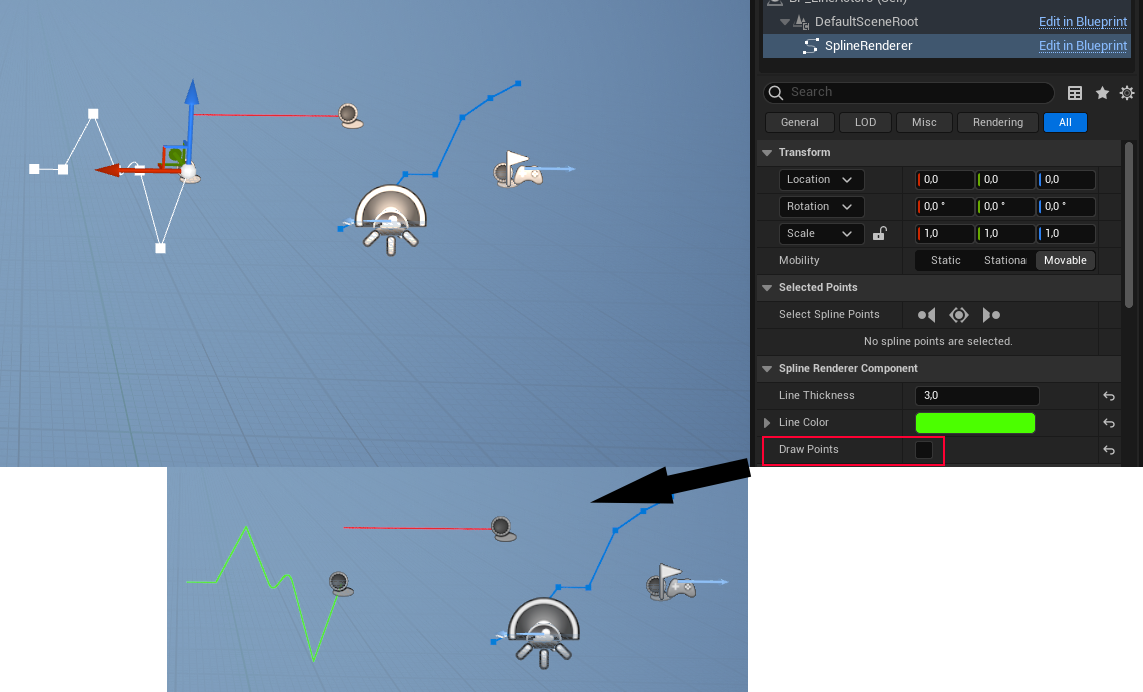 DefaultSceneRoot Edit in Blueprint
SplineRenderer Edit in Blueprint
Search
General LOD Misc Rendering All
Transform
Location 0,0 0,0 0,0
Rotation 0,0 ° 0,0 ° 0,0 °
Scale 1,0 1,0 1,0
Mobility Static Stationa Movable
Selected Points
Select Spline Points
No spline points are selected.
Spline Renderer Component
Line Thickness 3,0
Line Color
Draw Points